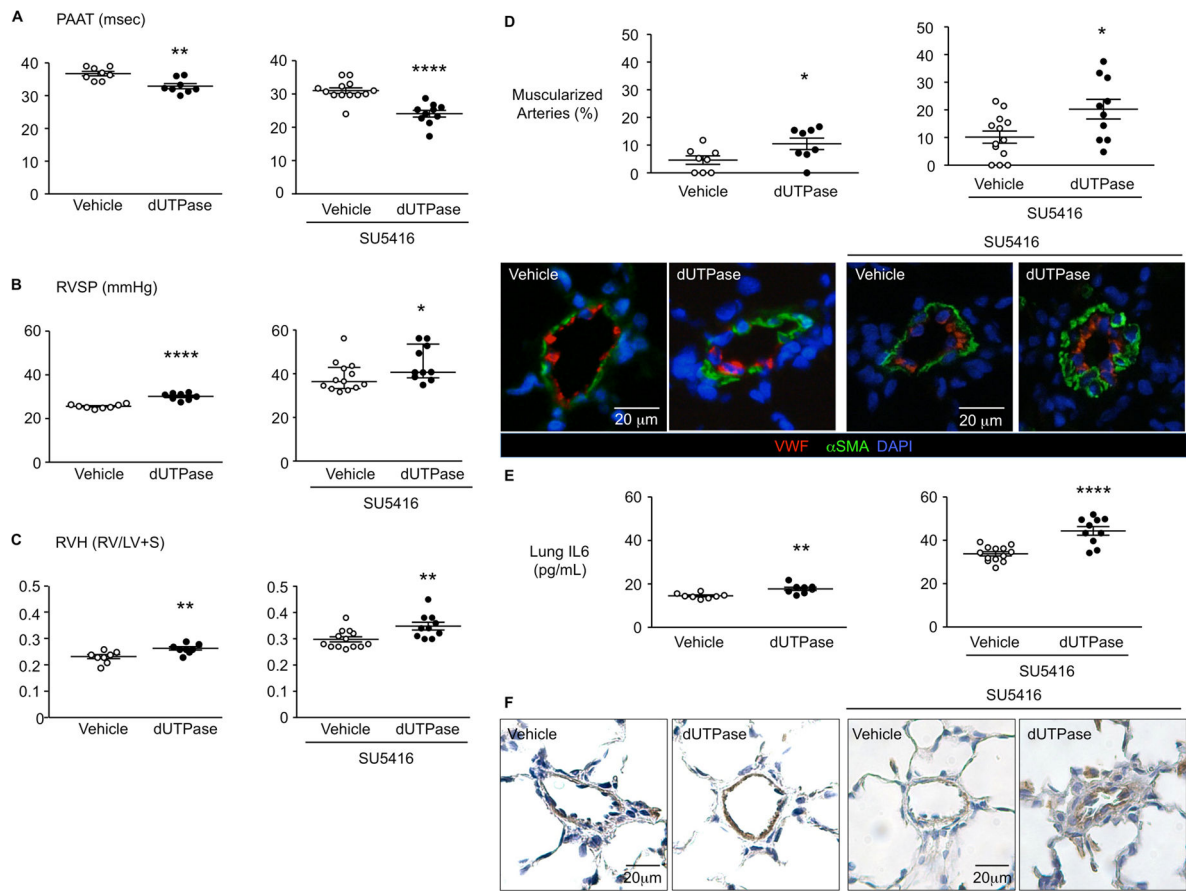 A
PAAT (msec)
**
40
30
20
10
0
Vehicle
dUTPase
****
40
30
20
10
0
Vehicle
dUTPase
SU5416
B
RVSP (mmHg)
****
60
40
20
0
Vehicle
dUTPase
*
60
40
20
0
Vehicle
dUTPase
SU5416
C
RVH (RV/LV+S)
**
0.5
0.4
0.3
0.2
0.1
0
Vehicle
dUTPase
**
0.5
0.4
0.3
0.2
0.1
0
Vehicle
dUTPase
SU5416
D
Muscularized
Arteries (%)
*
50
40
30
20
10
0
Vehicle
dUTPase
*
50
40
30
20
10
0
Vehicle
dUTPase
SU5416
SU5416
Vehicle
dUTPase
Vehicle
dUTPase
20 μm
20 μm
VWF αSMA DAPI
E
Lung IL6
(pg/mL)
**
60
40
20
0
Vehicle
dUTPase
****
60
40
20
0
Vehicle
dUTPase
SU5416
SU5416
F
Vehicle
dUTPase
Vehicle
dUTPase
20μm
20μm